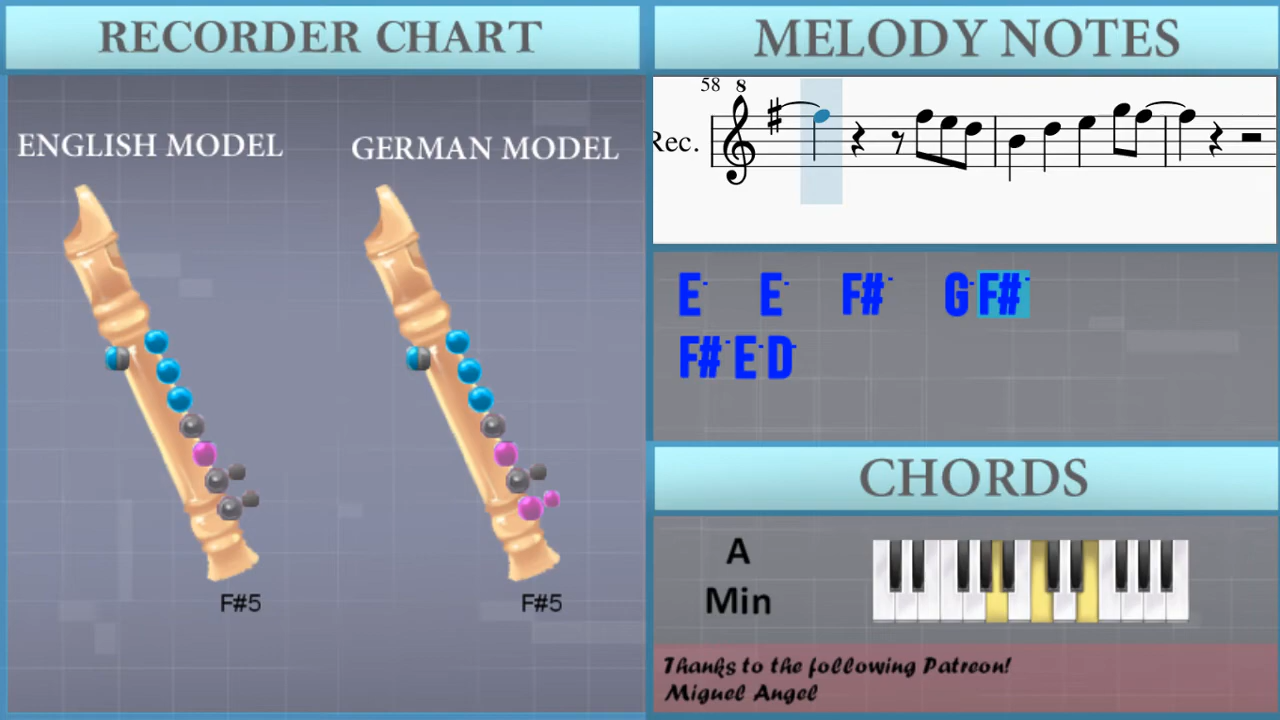 RECORDER CHART
ENGLISH MODEL
GERMAN MODEL
F#5
F#5
MELODY NOTES
58
8
Rec.
E- E- F#- G-F#-
F#-E-D-
CHORDS
A
Min
Thanks to the following Patreon!
Miguel Angel